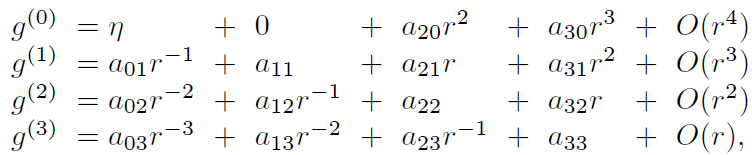 g^{(0)} = η + 0 + a_{20}r^2 + a_{30}r^3 + O(r^4)
g^{(1)} = a_{01}r^{-1} + a_{11} + a_{21}r + a_{31}r^2 + O(r^3)
g^{(2)} = a_{02}r^{-2} + a_{12}r^{-1} + a_{22} + a_{32}r + O(r^2)
g^{(3)} = a_{03}r^{-3} + a_{13}r^{-2} + a_{23}r^{-1} + a_{33} + O(r),